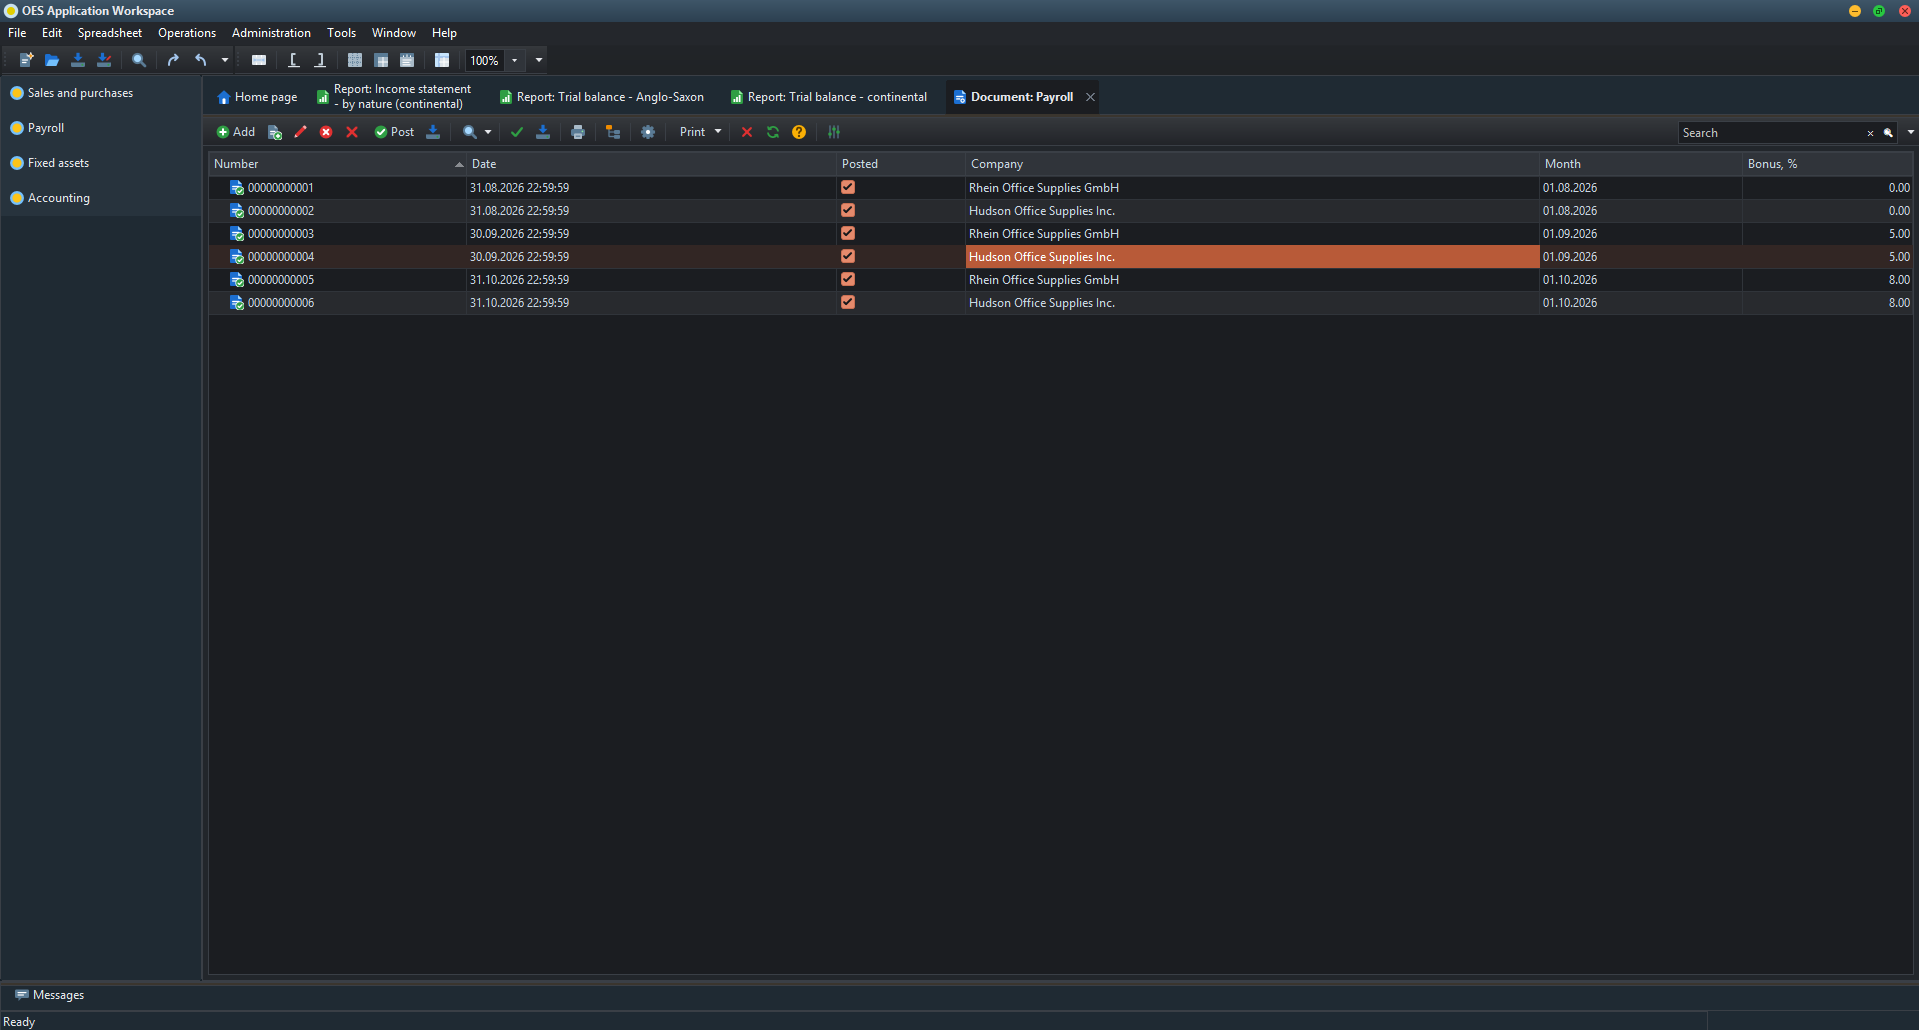 OES Application Workspace
File Edit Spreadsheet Operations Administration Tools Window Help
100%
Sales and purchases
Payroll
Fixed assets
Accounting
Home page
Report: Income statement
- by nature (continental)
Report: Trial balance - Anglo-Saxon
Report: Trial balance - continental
Document: Payroll
Add Post Print Search
Number Date Posted Company Month Bonus, %
00000000001 31.08.2026 22:59:59 Rhein Office Supplies GmbH 01.08.2026 0.00
00000000002 31.08.2026 22:59:59 Hudson Office Supplies Inc. 01.08.2026 0.00
00000000003 30.09.2026 22:59:59 Rhein Office Supplies GmbH 01.09.2026 5.00
00000000004 30.09.2026 22:59:59 Hudson Office Supplies Inc. 01.09.2026 5.00
00000000005 31.10.2026 22:59:59 Rhein Office Supplies GmbH 01.10.2026 8.00
00000000006 31.10.2026 22:59:59 Hudson Office Supplies Inc. 01.10.2026 8.00
Messages
Ready